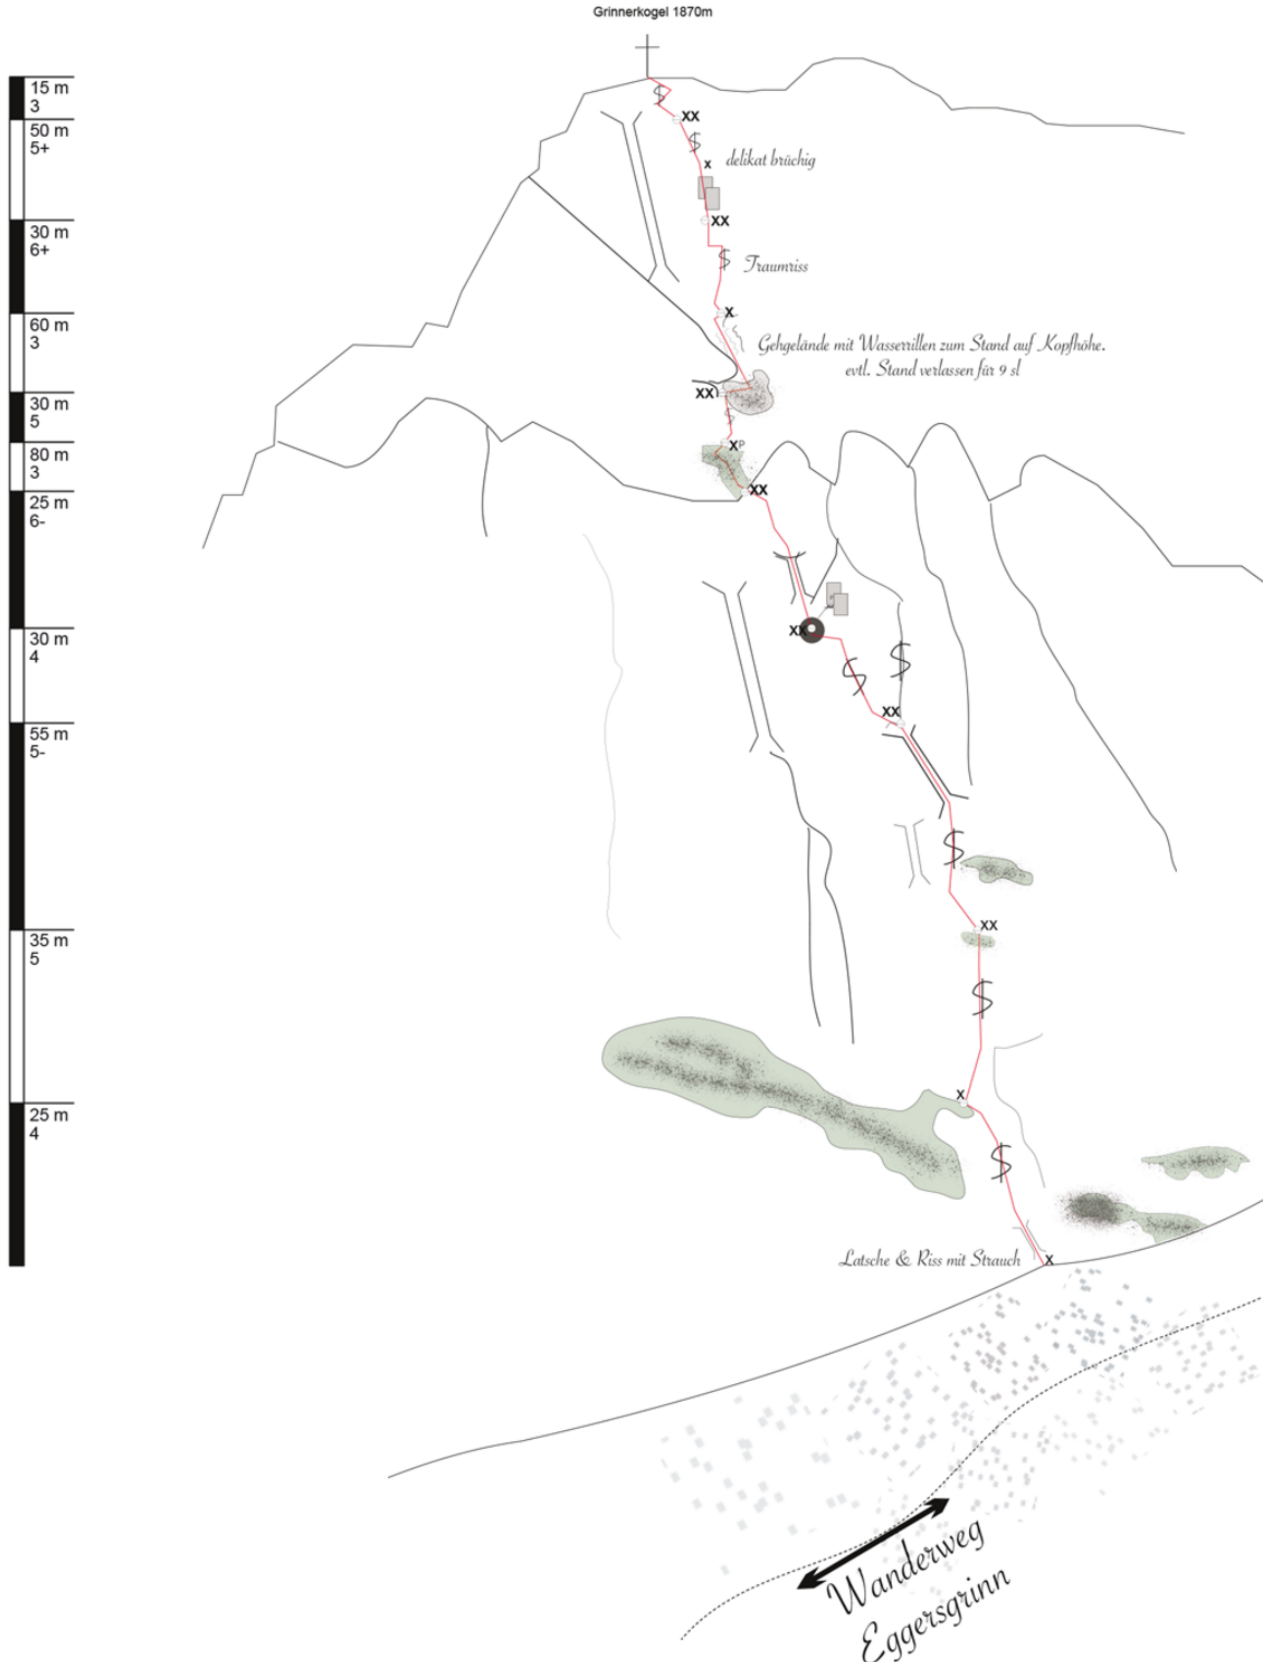 Grinnerkogel 1870m
15 m
3
XX
50 m
5+
x delikat brüchig
XX
30 m
6+
Traumriss
X
60 m
3
Gehgelände mit Wasserrillen zum Stand auf Kopfhöhe.
evtl. Stand verlassen für 9 sl
XX
30 m
5
XP
80 m
3
XX
25 m
6-
XX
30 m
4
XX
55 m
5-
XX
35 m
5
X
25 m
4
Latsche & Riss mit Strauch X
Wanderweg
Eggersgrinn